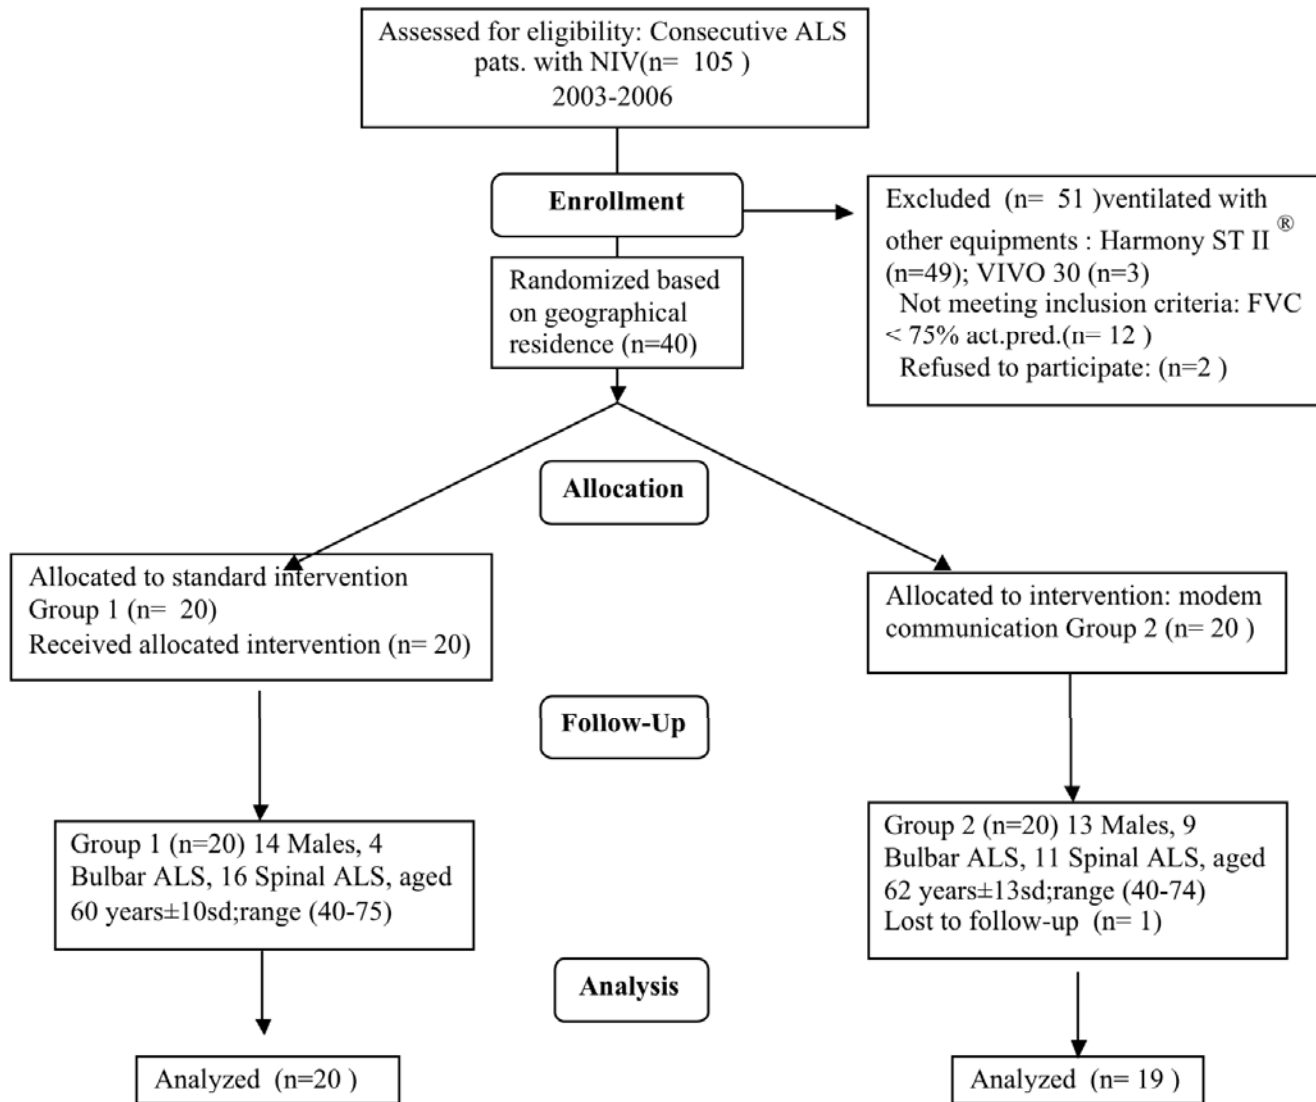 Assessed for eligibility: Consecutive ALS
pats. with NIV(n=  105 )
2003-2006
Enrollment
Excluded  (n=  51 )ventilated with
other equipments : Harmony ST II ®
(n=49); VIVO 30 (n=3)
Not meeting inclusion criteria: FVC
< 75% act.pred.(n= 12 )
Refused to participate: (n=2 )
Randomized based
on geographical
residence (n=40)
Allocation
Allocated to standard intervention
Group 1 (n=  20)
Received allocated intervention (n= 20)
Allocated to intervention: modem
communication Group 2 (n= 20 )
Follow-Up
Group 1 (n=20) 14 Males, 4
Bulbar ALS, 16 Spinal ALS, aged
60 years±10sd;range (40-75)
Group 2 (n=20) 13 Males, 9
Bulbar ALS, 11 Spinal ALS, aged
62 years±13sd;range (40-74)
Lost to follow-up  (n= 1)
Analysis
Analyzed  (n=20 )
Analyzed  (n= 19 )